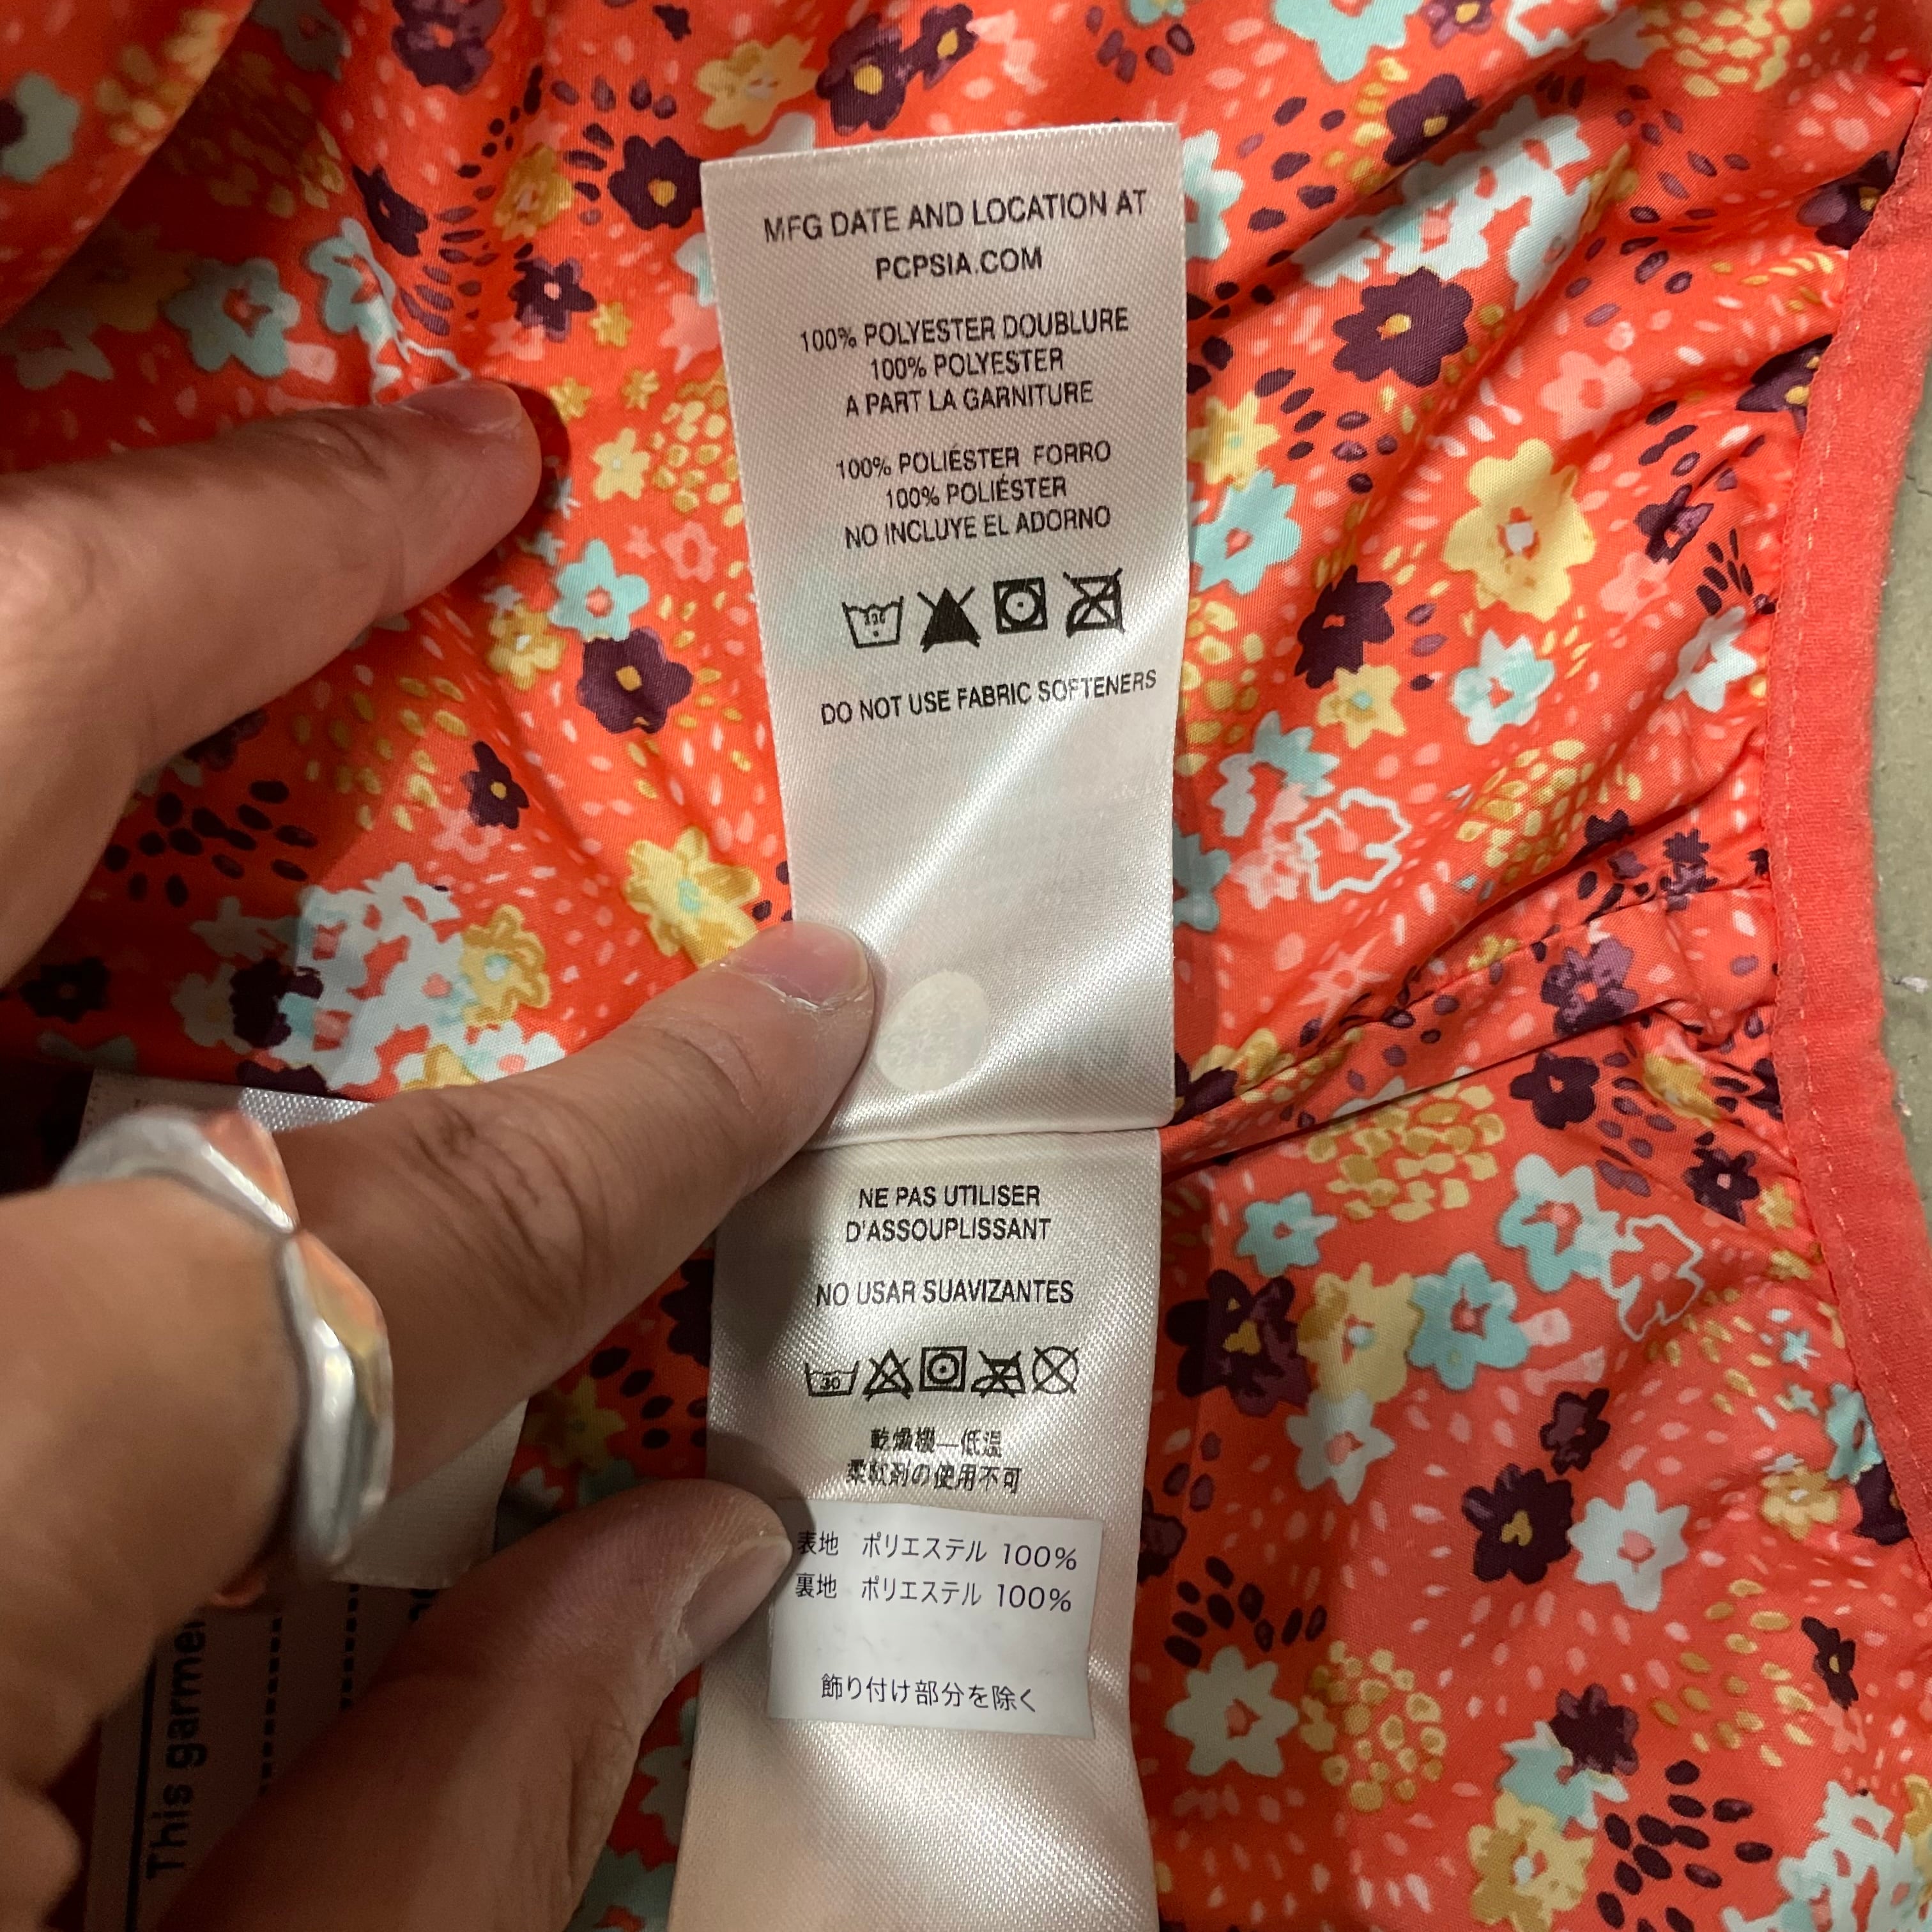 MFG DATE AND LOCATION AT
PCPSIA.COM
100% POLYESTER DOUBLURE
100% POLYESTER
A PART LA GARNITURE
100% POLIÉSTER FORRO
100% POLIÉSTER
NO INCLUYE EL ADORNO
30C
DO NOT USE FABRIC SOFTENERS
NE PAS UTILISER
D'ASSOUPLISSANT
NO USAR SUAVIZANTES
30
乾燥機—低温
柔軟剤の使用不可
表地 ポリエステル 100%
裏地 ポリエステル 100%
飾り付け部分を除く
This